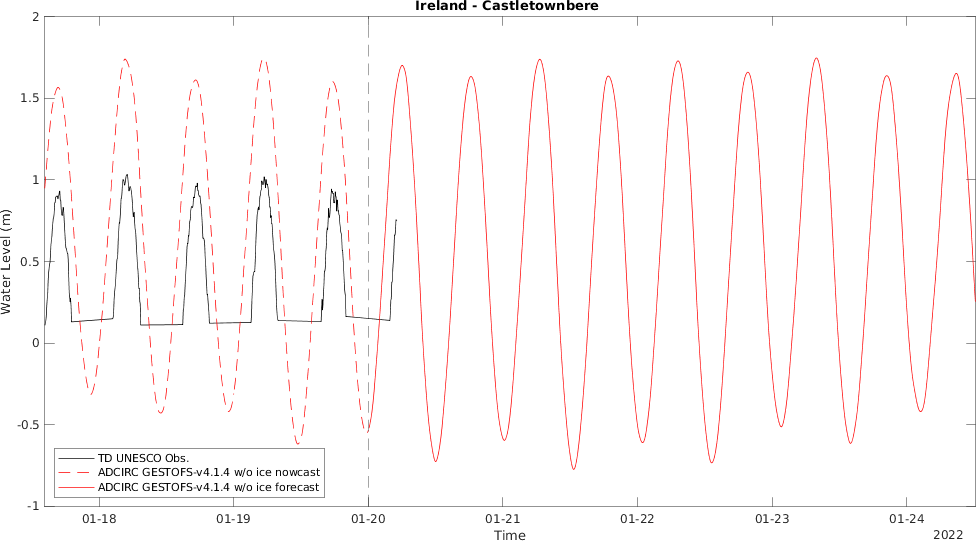 Ireland - Castletownbere
2
1.5
1
0.5
0
-0.5
-1
Water Level (m)
TD UNESCO Obs.
ADCIRC GESTOFS-v4.1.4 w/o ice nowcast
ADCIRC GESTOFS-v4.1.4 w/o ice forecast
01-18 01-19 01-20 01-21 01-22 01-23 01-24
Time
2022